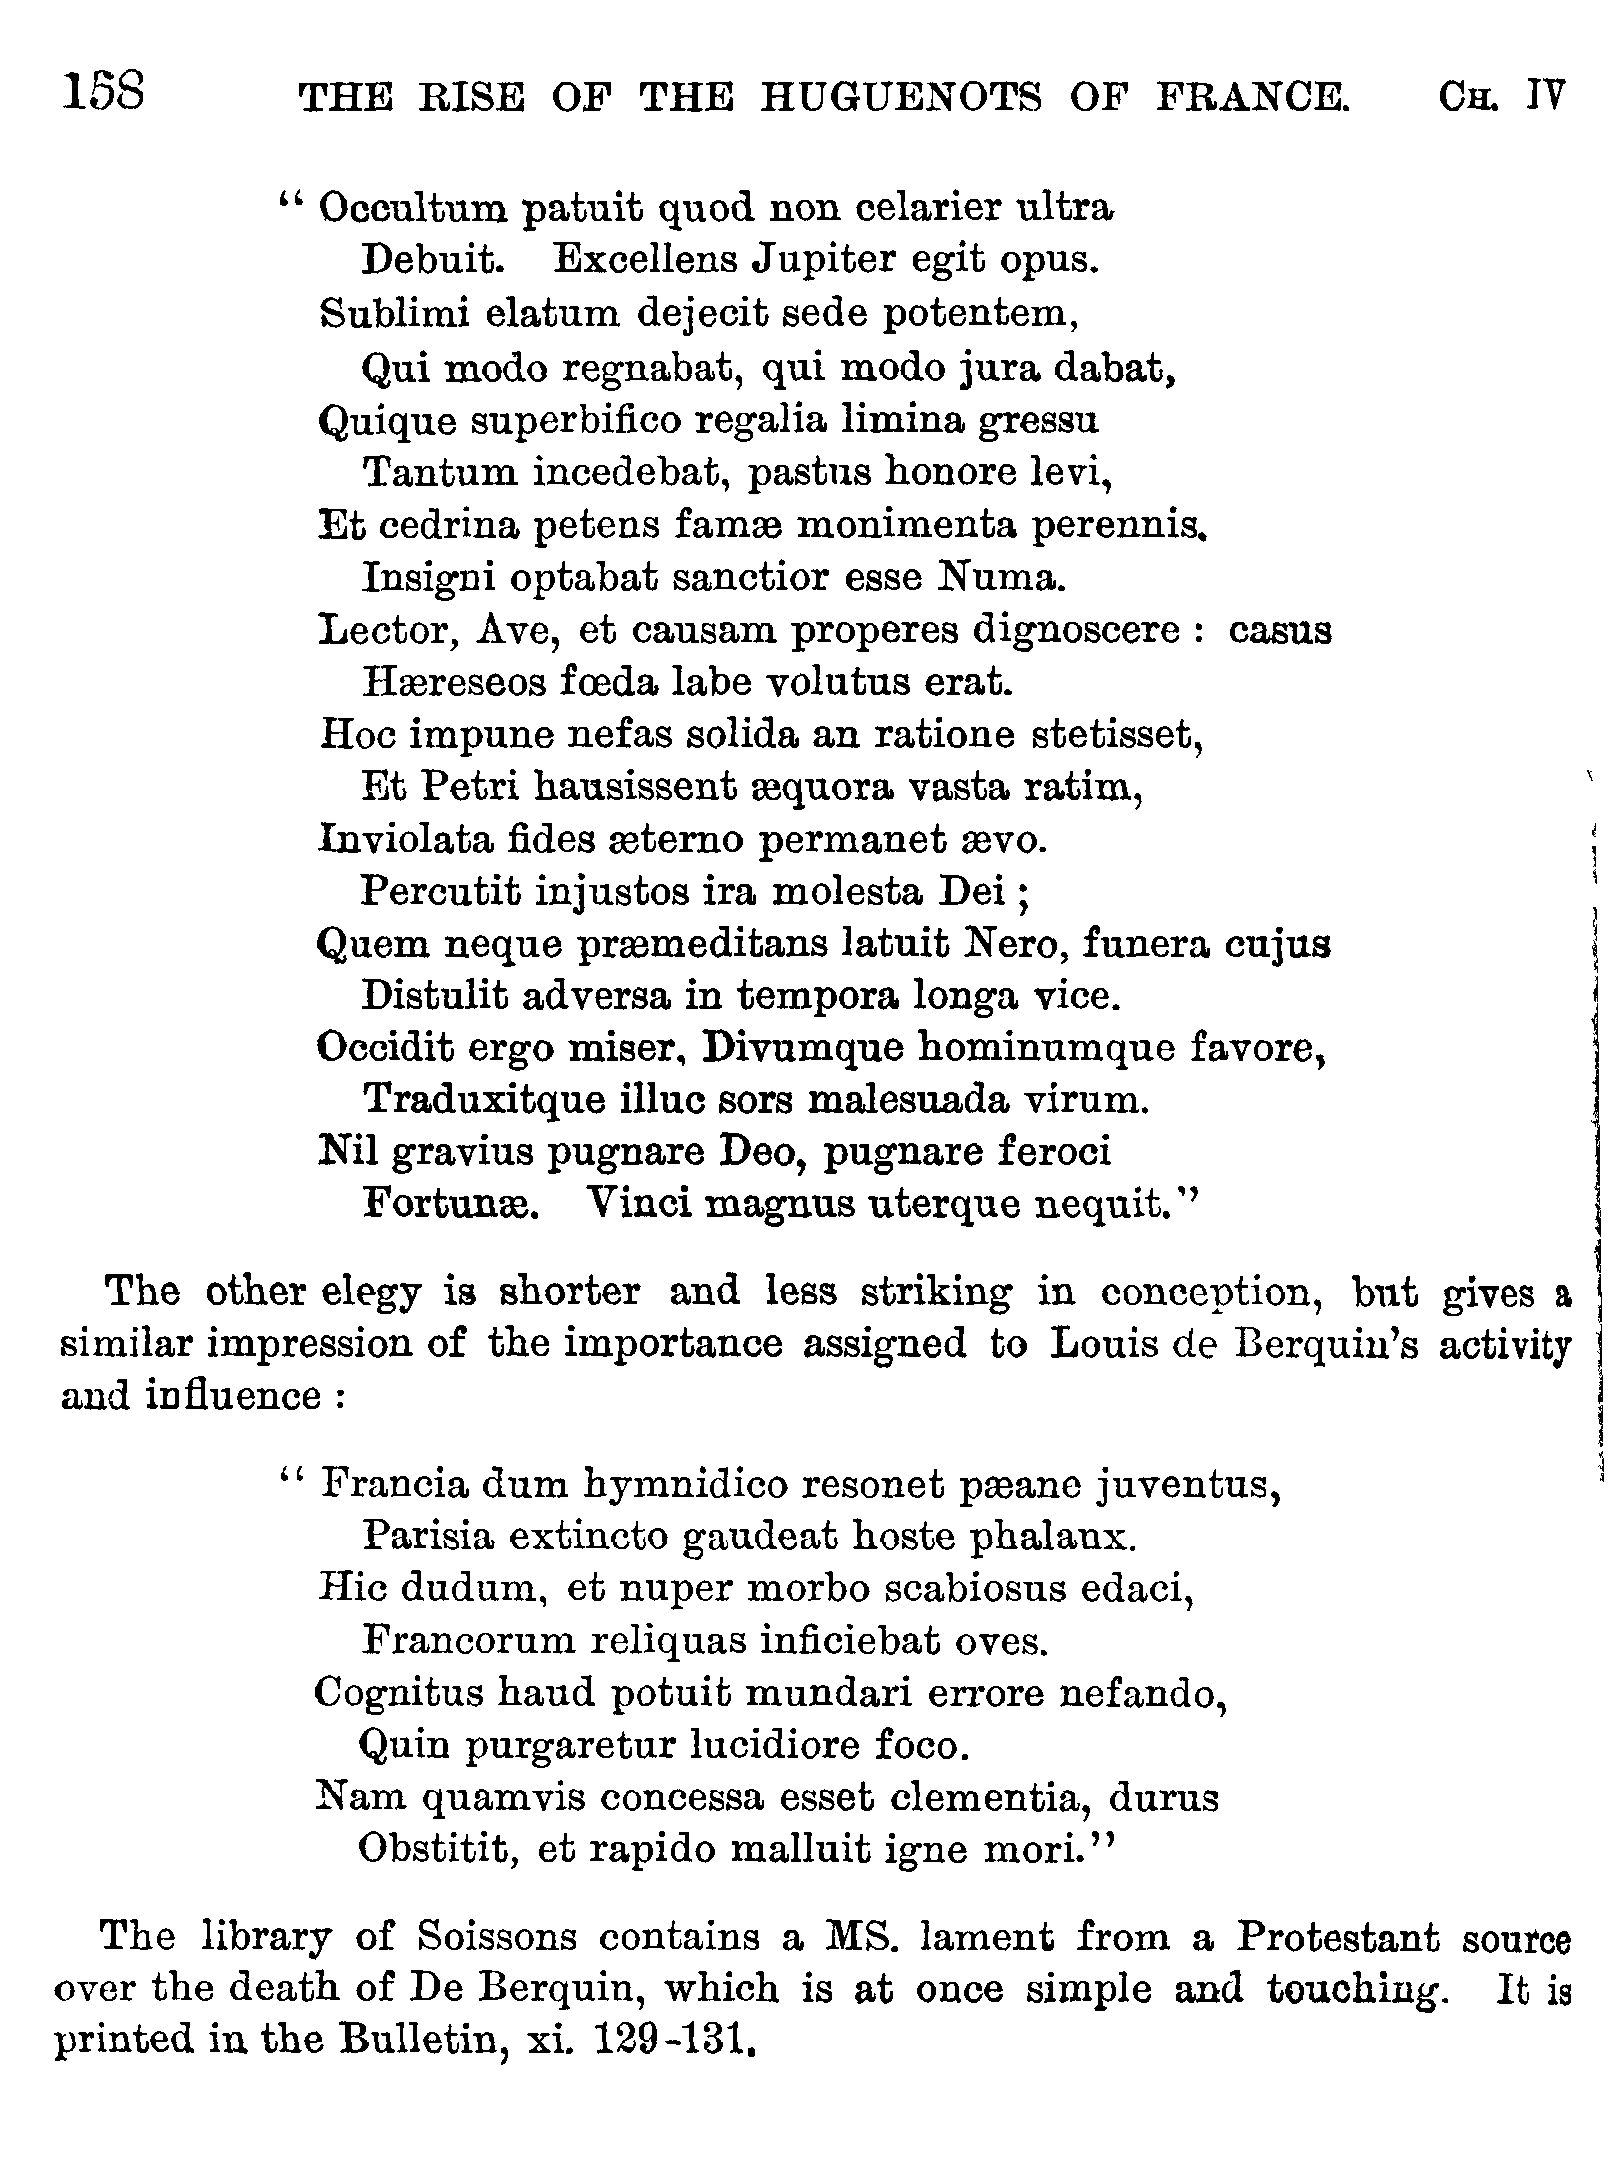 158 THE RISE OF THE HUGUENOTS OF FRANCE. CH. IV
“ Occultum patuit quod non celarier ultra
Debuit. Excellens Jupiter egit opus.
Sublimi elatum dejecit sede potentem,
Qui modo regnabat, qui modo jura dabat,
Quique superbifico regalia limina gressu
Tantum incedebat, pastus honore levi,
Et cedrina petens famæ monimenta perennis.
Insigni optabat sanctior esse Numa.
Lector, Ave, et causam properes dignoscere : casus
Hæreseos fœda labe volutus erat.
Hoc impune nefas solida an ratione stetisset,
Et Petri hausissent æquora vasta ratim,
Inviolata fides æterno permanet ævo.
Percutit injustos ira molesta Dei ;
Quem neque præmeditans latuit Nero, funera cujus
Distulit adversa in tempora longa vice.
Occidit ergo miser, Divumque hominumque favore,
Traduxitque illuc sors malesuada virum.
Nil gravius pugnare Deo, pugnare feroci
Fortunæ. Vinci magnus uterque nequit.”
The other elegy is shorter and less striking in conception, but gives a
similar impression of the importance assigned to Louis de Berquin’s activity
and influence :
“ Francia dum hymnidico resonet pæane juventus,
Parisia extincto gaudeat hoste phalanx.
Hic dudum, et nuper morbo scabiosus edaci,
Francorum reliquas inficiebat oves.
Cognitus haud potuit mundari errore nefando,
Quin purgaretur lucidiore foco.
Nam quamvis concessa esset clementia, durus
Obstitit, et rapido malluit igne mori.”
The library of Soissons contains a MS. lament from a Protestant source
over the death of De Berquin, which is at once simple and touching. It is
printed in the Bulletin, xi. 129-131.